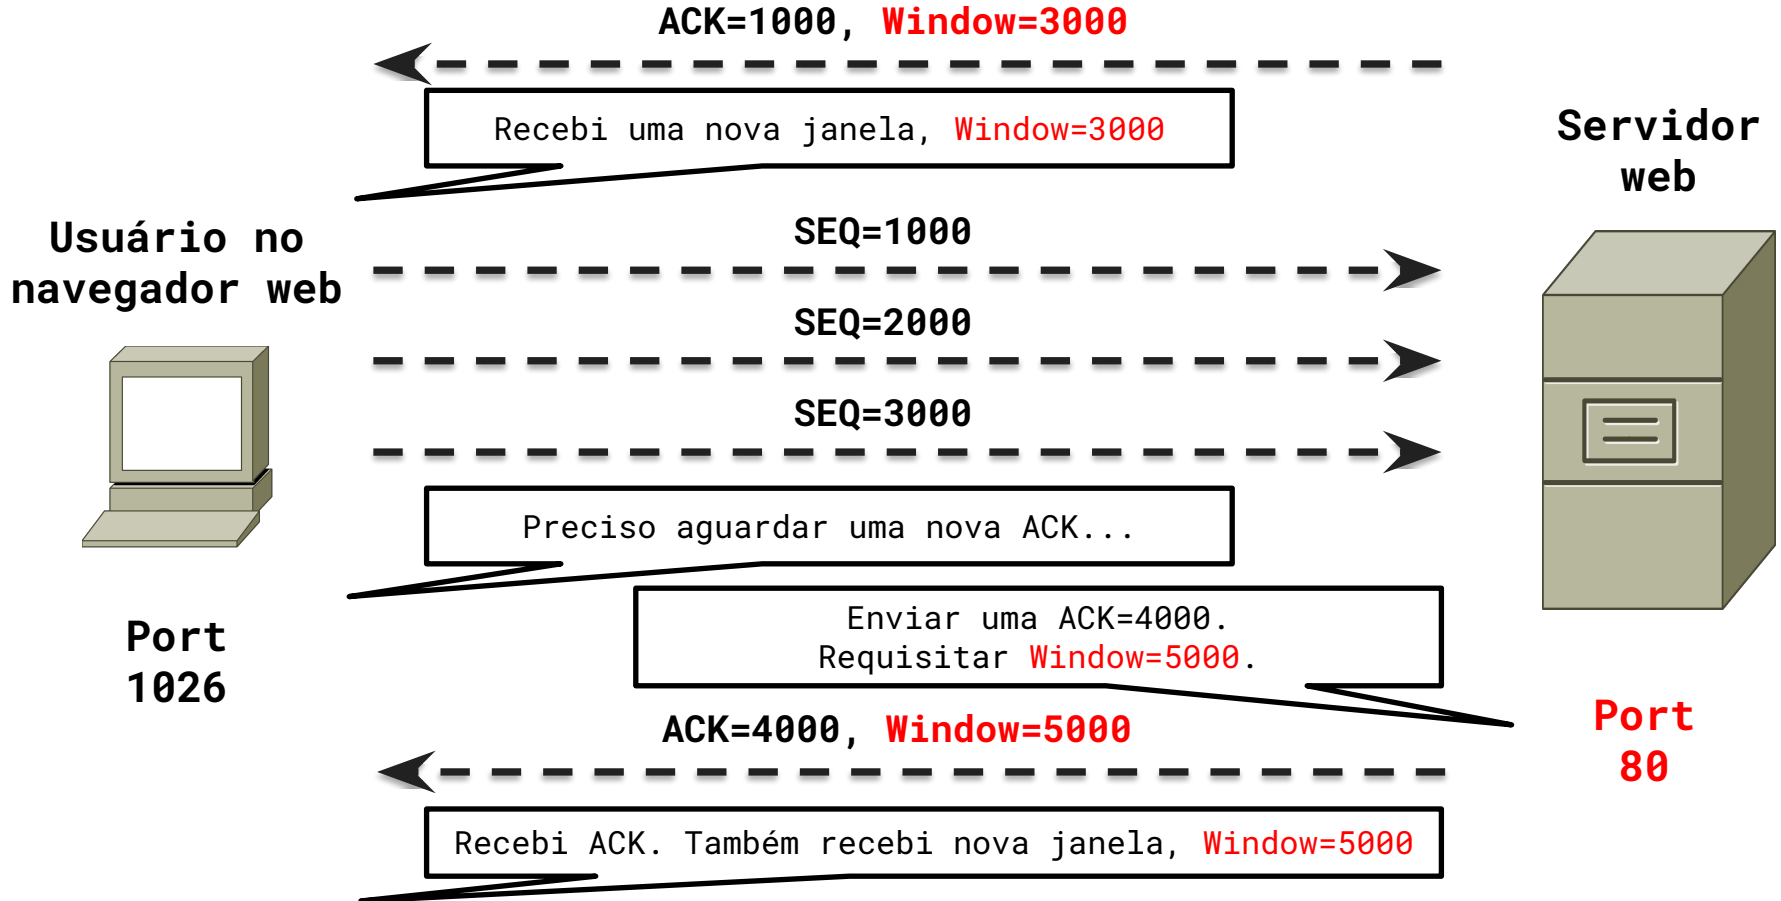 ACK=1000, Window=3000
Recebi uma nova janela, Window=3000
Servidor
web
Usuário no
navegador web
SEQ=1000
SEQ=2000
SEQ=3000
Preciso aguardar uma nova ACK...
Enviar uma ACK=4000.
Requisitar Window=5000.
Port
1026
Port
80
ACK=4000, Window=5000
Recebi ACK. Também recebi nova janela, Window=5000